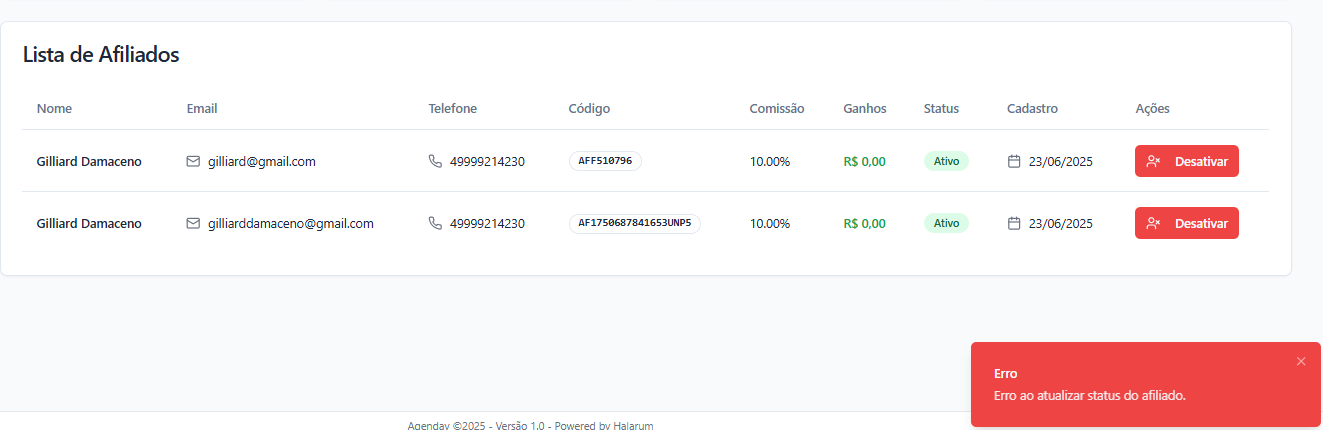 Lista de Afiliados
Nome Email Telefone Código Comissão Ganhos Status Cadastro Ações
Gilliard Damaceno gilliard@gmail.com 49999214230 AFF510796 10.00% R$ 0,00 Ativo 23/06/2025 Desativar
Gilliard Damaceno gilliarddamaceno@gmail.com 49999214230 AF1750687841653UNP5 10.00% R$ 0,00 Ativo 23/06/2025 Desativar
Erro
Erro ao atualizar status do afiliado.
Agenday ©2025 - Versão 1.0 - Powered by Halarum